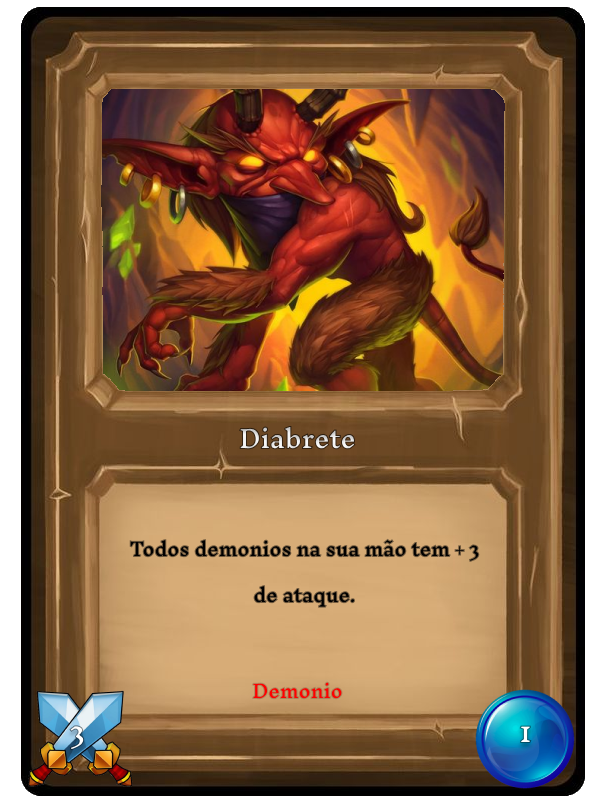 Diabrete
Todos demonios na sua mão tem + 3
de ataque.
Demonio
3
1